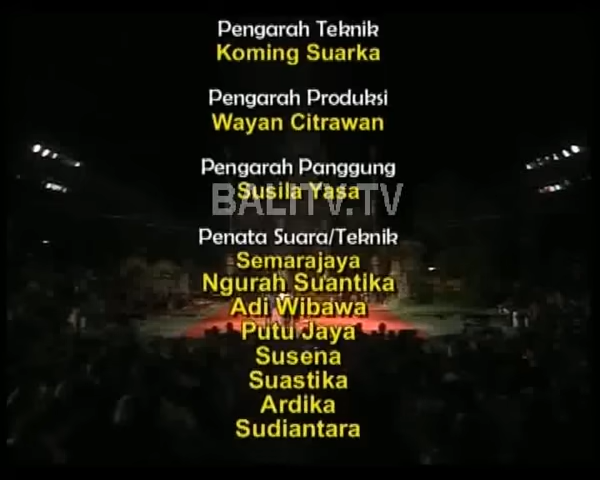 Pengarah Teknik
Koming Suarka
Pengarah Produksi
Wayan Citrawan
Pengarah Panggung
Susila Yasa
BALITV.TV
Penata Suara/Teknik
Semarajaya
Ngurah Suantika
Adi Wibawa
Putu Jaya
Susena
Suastika
Ardika
Sudiantara